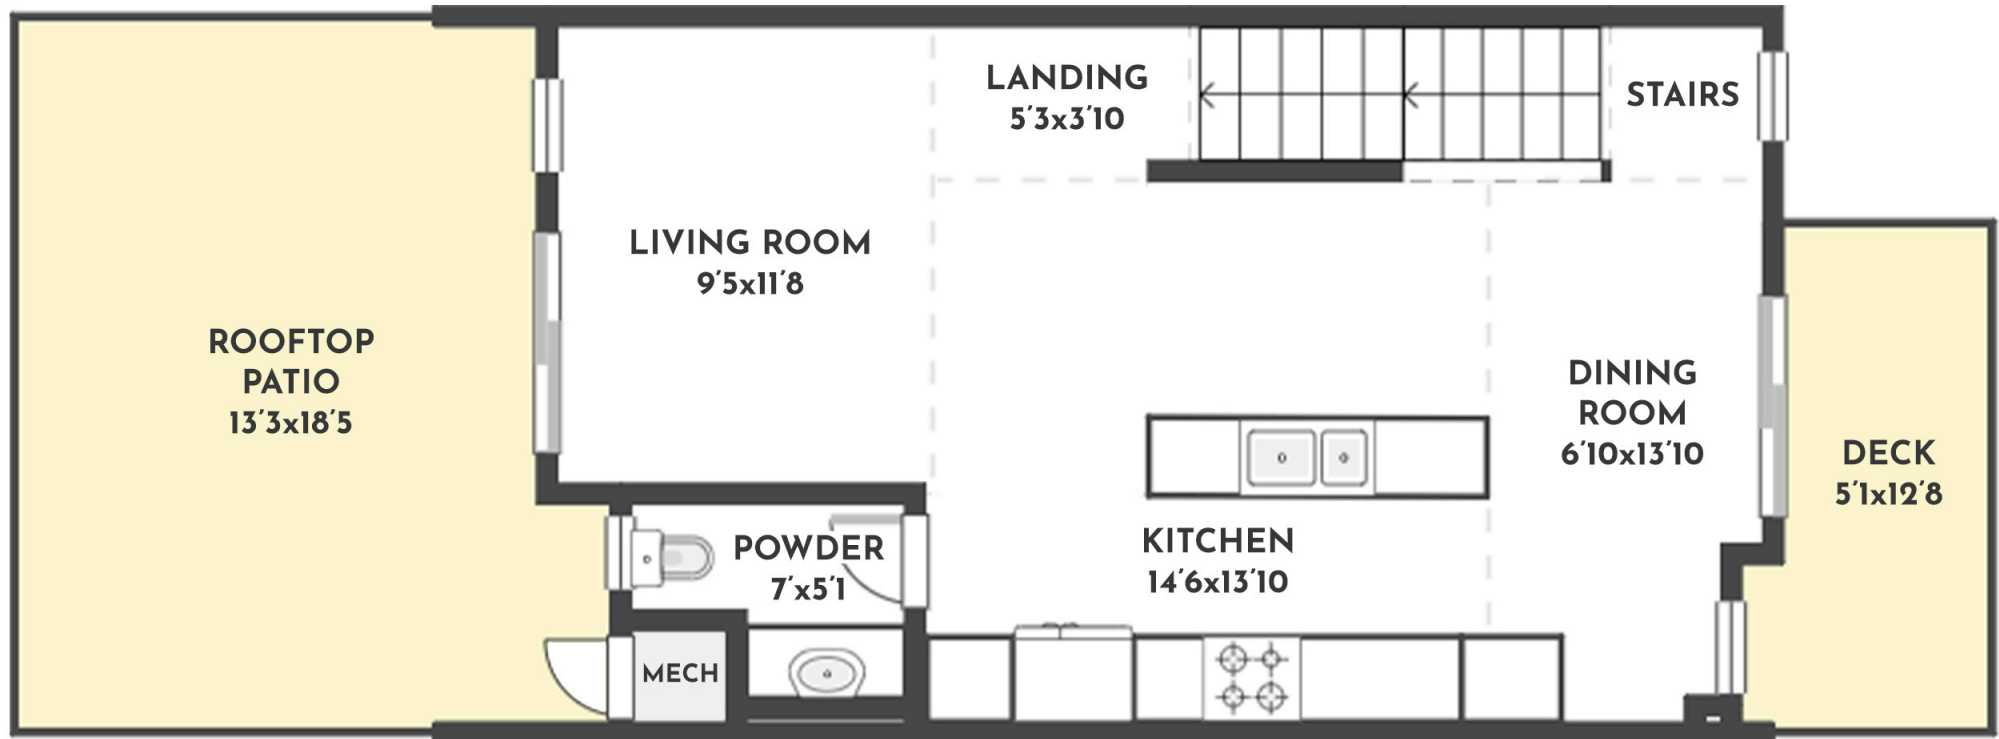 ROOFTOP
PATIO
13'3x18'5
LIVING ROOM
9'5x11'8
LANDING
5'3x3'10
STAIRS
POWDER
7'x5'1
MECH
KITCHEN
14'6x13'10
DINING
ROOM
6'10x13'10
DECK
5'1x12'8